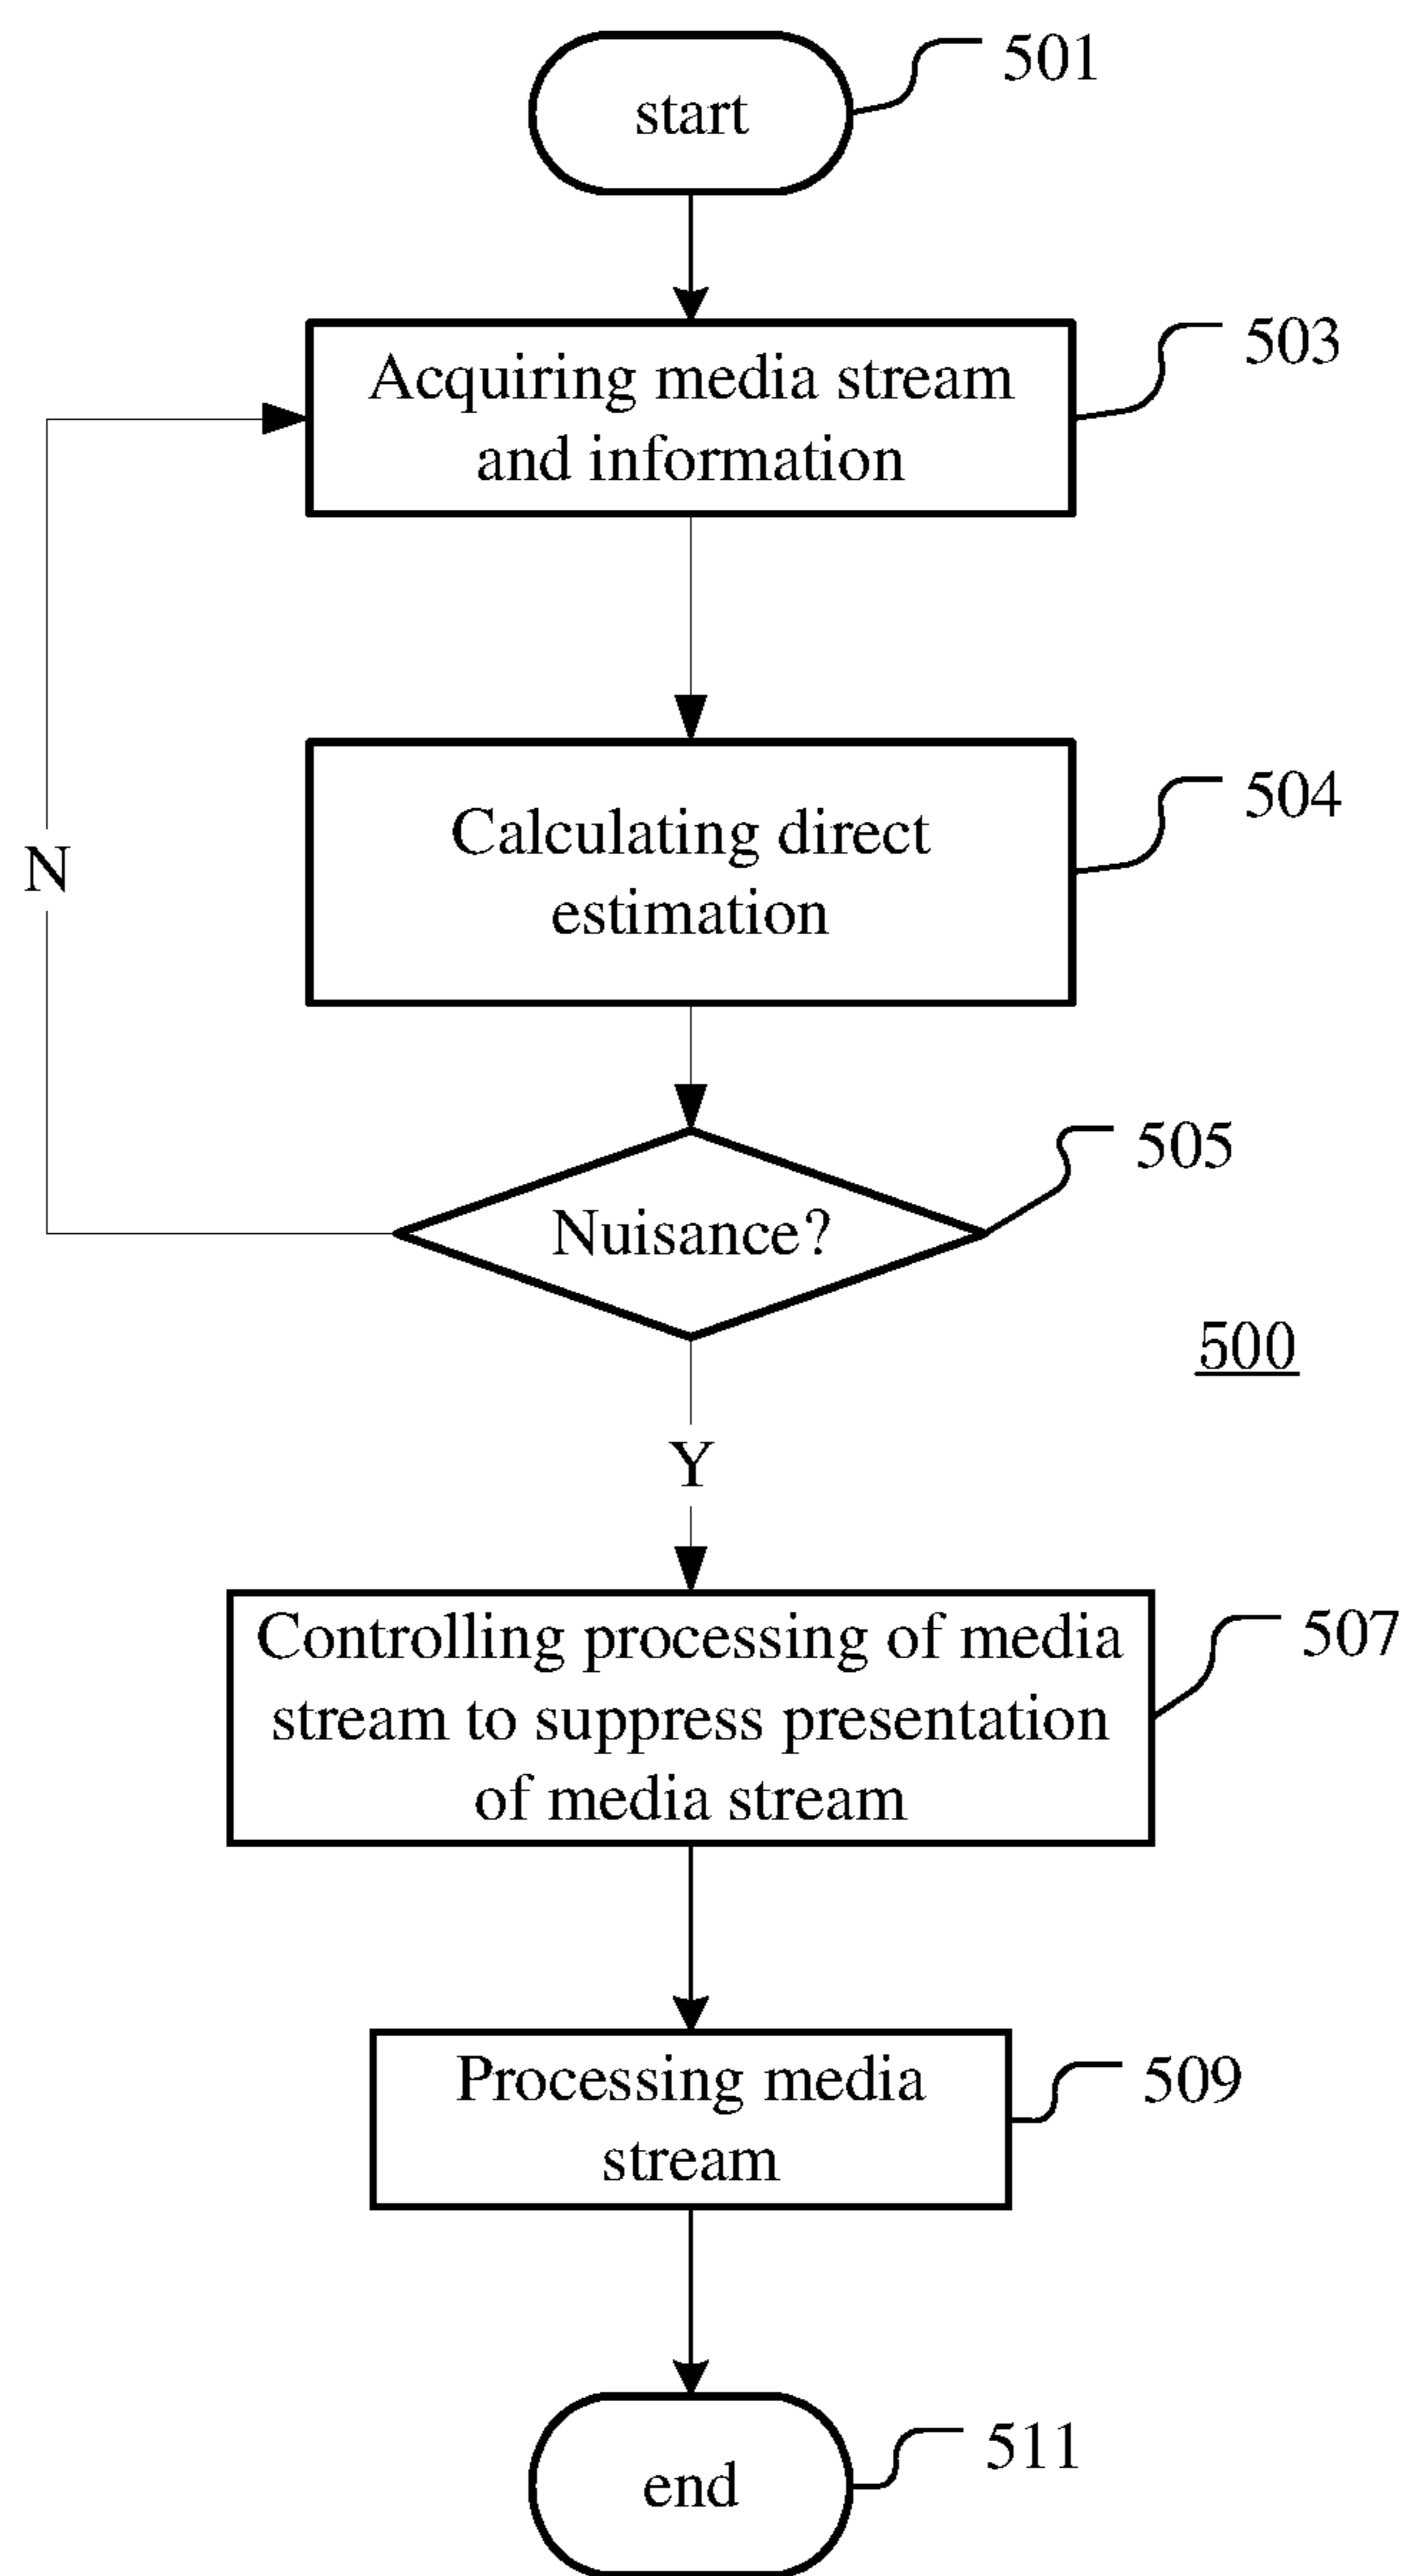 start
501
Acquiring media stream
and information
503
Calculating direct
estimation
504
N
Nuisance?
505
500
Y
Controlling processing of media
stream to suppress presentation
of media stream
507
Processing media
stream
509
end
511